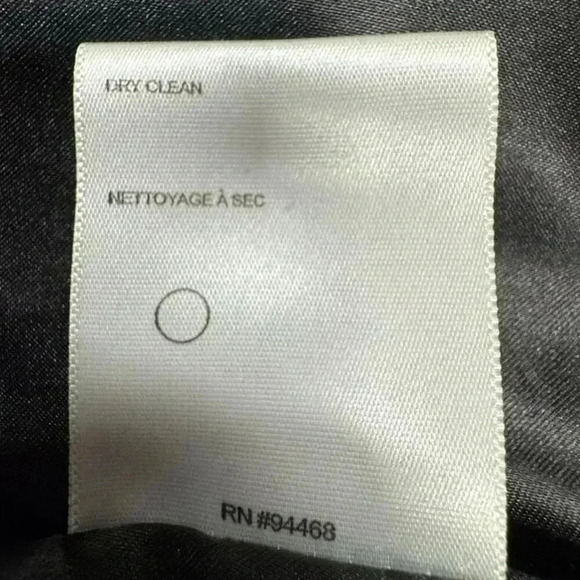 DRY CLEAN
NETTOYAGE À SEC
RN #94468